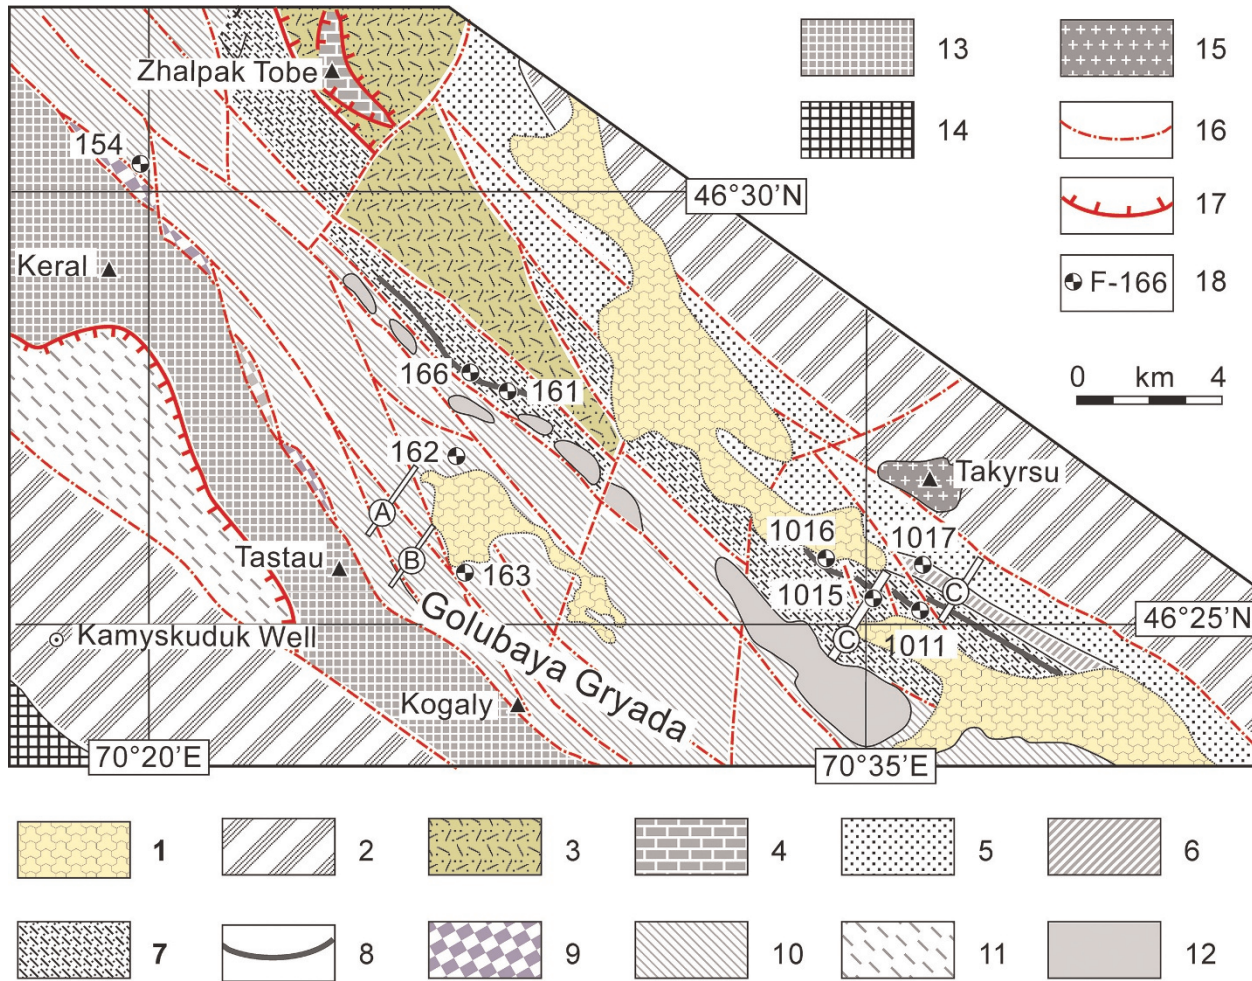 13
15
Zhalpak Tobe
14
16
154
46°30’N
17
Keral
F-166
18
0 km 4
166
161
162
Takyrsu
A
1016
1017
B
Tastau
163
1015
C
46°25’N
Kamyskuduk Well
Golubaya Gryada
C
1011
Kogaly
70°20’E
70°35’E
1
2
3
4
5
6
7
8
9
10
11
12